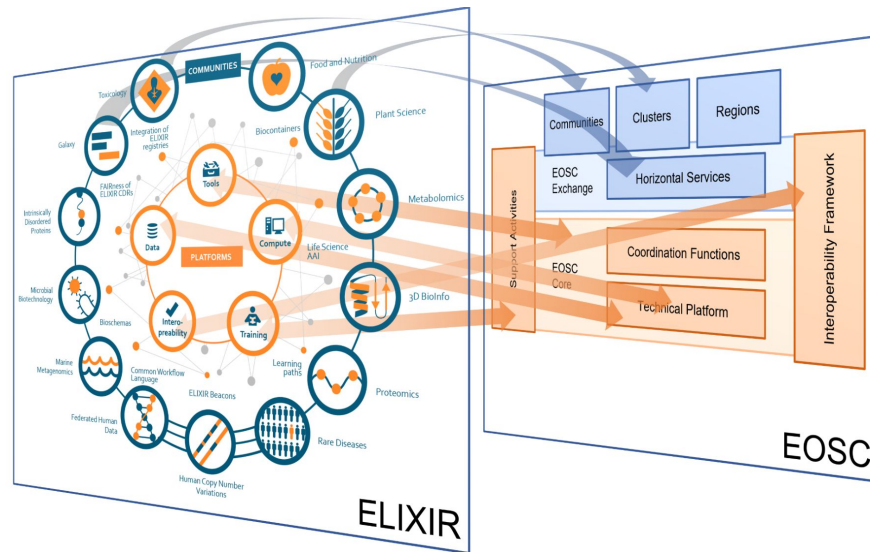 COMMUNITIES
Food and Nutrition
Toxicology
Plant Science
Biocontainers
Integration of
ELIXIR
registries
Galaxy
FAIRness of
ELIXIR CDRs
Tools
Metabolomics
Intrinsically
Disordered
Proteins
Data
Compute
Life Science
AAI
PLATFORMS
3D BioInfo
Microbial
Biotechnology
Bioschemas
Intero-
preability
Training
Learning
paths
Marine
Metagenomics
Common Workflow
Language
ELIXIR Beacons
Proteomics
Federated Human
Data
Rare Diseases
Human Copy Number
Variations
ELIXIR
Communities
Clusters
Regions
EOSC
Exchange
Horizontal Services
Support Activities
Coordination Functions
EOSC
Core
Technical Platform
Interoperability Framework
EOSC